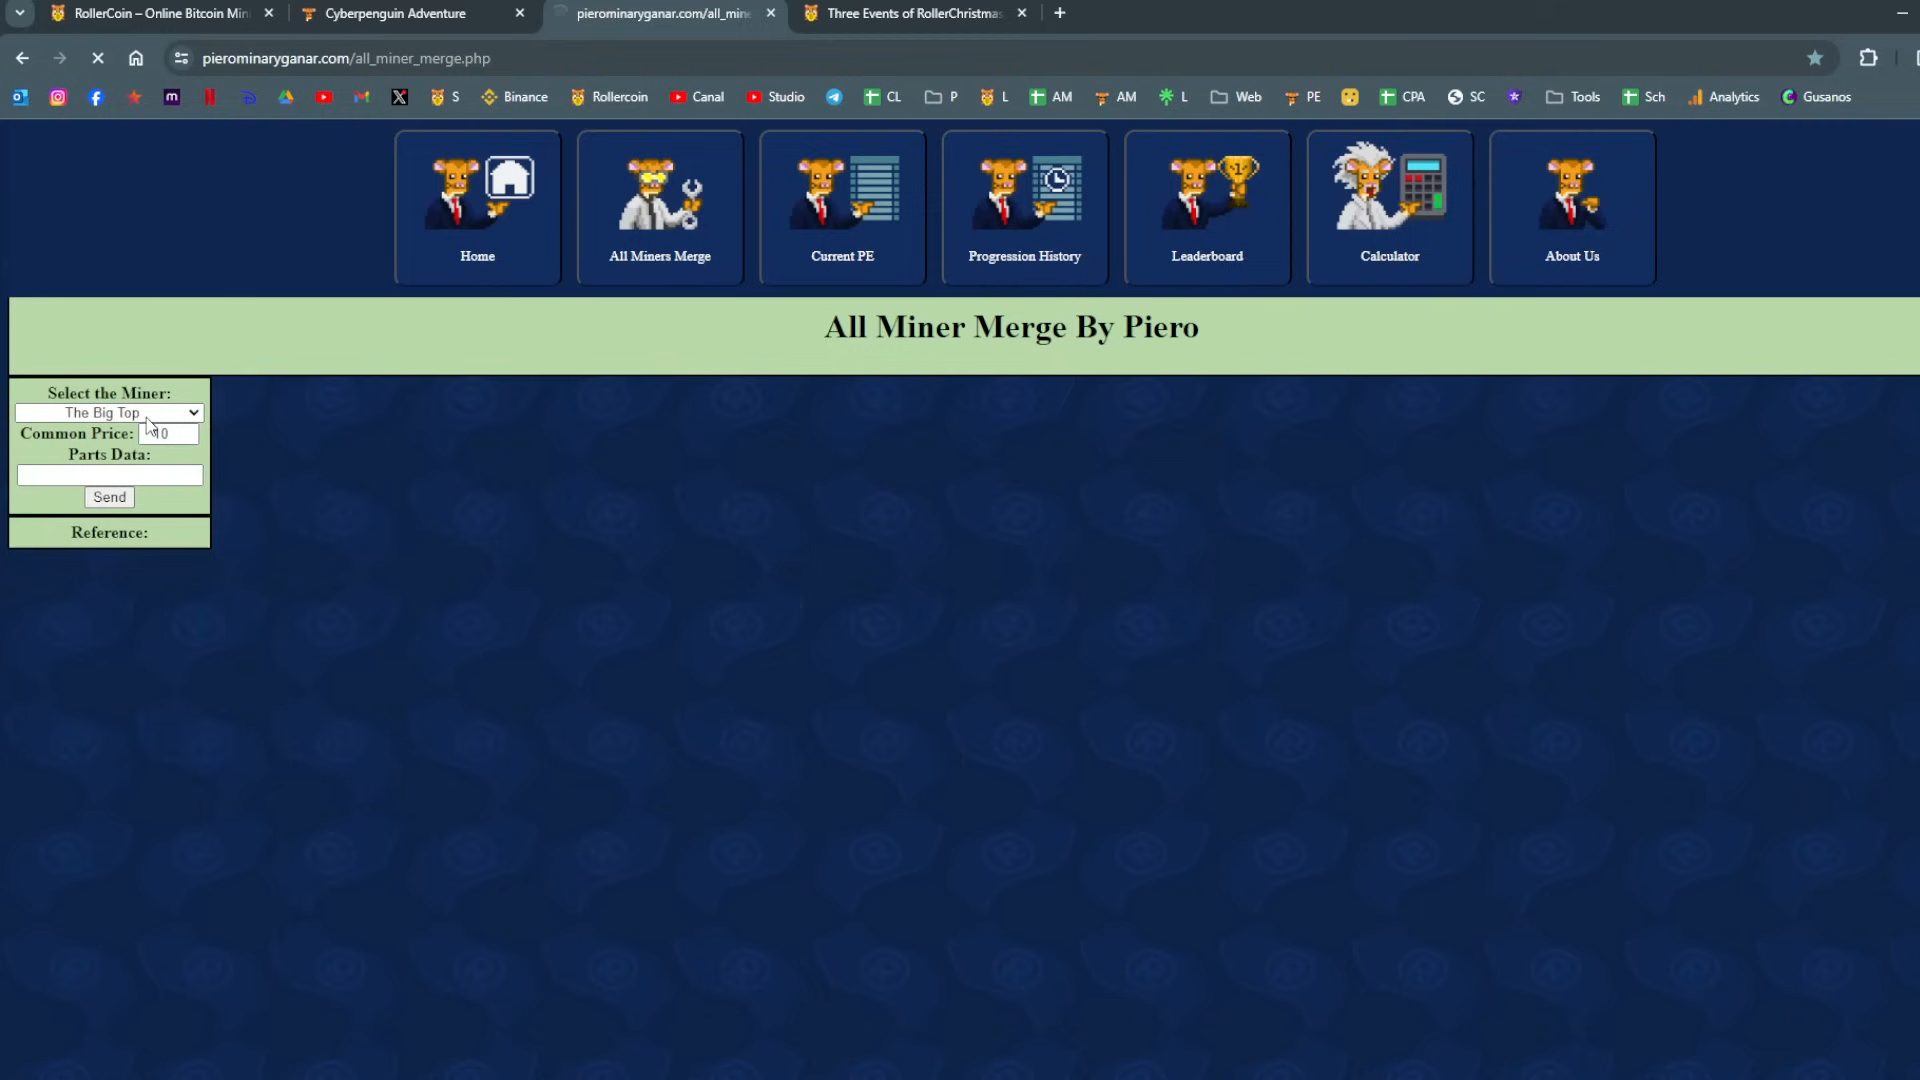 RollerCoin – Online Bitcoin Min
Cyberpenguin Adventure
pierominaryganar.com/all_mine
Three Events of RollerChristmas
pierominaryganar.com/all_miner_merge.php
S Binance Rollercoin Canal Studio CL P L AM AM L Web PE CPA SC Tools Sch Analytics Gusanos
Home
All Miners Merge
Current PE
Progression History
Leaderboard
Calculator
About Us
All Miner Merge By Piero
Select the Miner:
The Big Top
Common Price:
Parts Data:
Send
Reference: